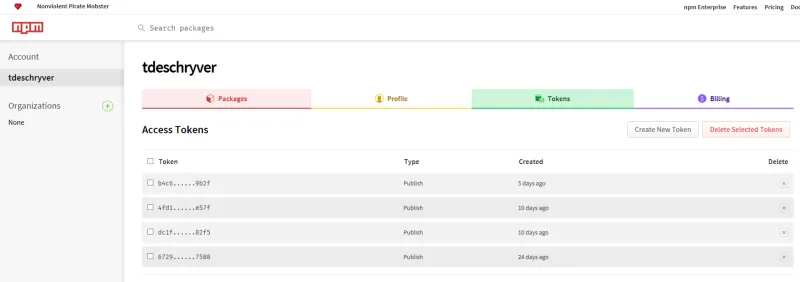 Nonviolent Pirate Mobster
npm Enterprise Features Pricing Doc
npm
Search packages
Account
tdeschryver
Organizations
None
tdeschryver
Packages Profile Tokens Billing
Access Tokens
Create New Token Delete Selected Tokens
Token Type Created Delete
b4c6......9b2f Publish 5 days ago ×
4fd1......e57f Publish 10 days ago ×
dc1f......82f5 Publish 10 days ago ×
6729......7580 Publish 24 days ago ×